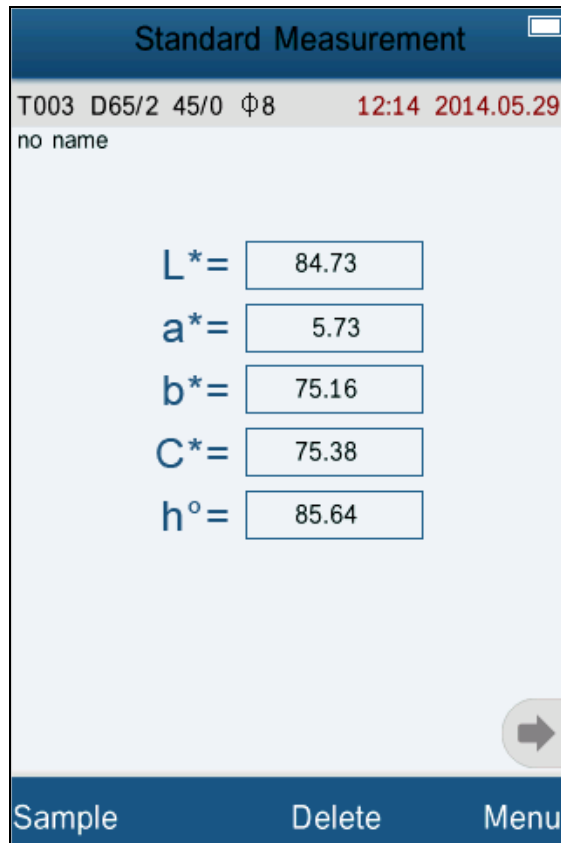 Standard Measurement
T003 D65/2 45/0 Φ8 12:14 2014.05.29
no name
L*= 84.73
a*= 5.73
b*= 75.16
C*= 75.38
h°= 85.64
Sample Delete Menu